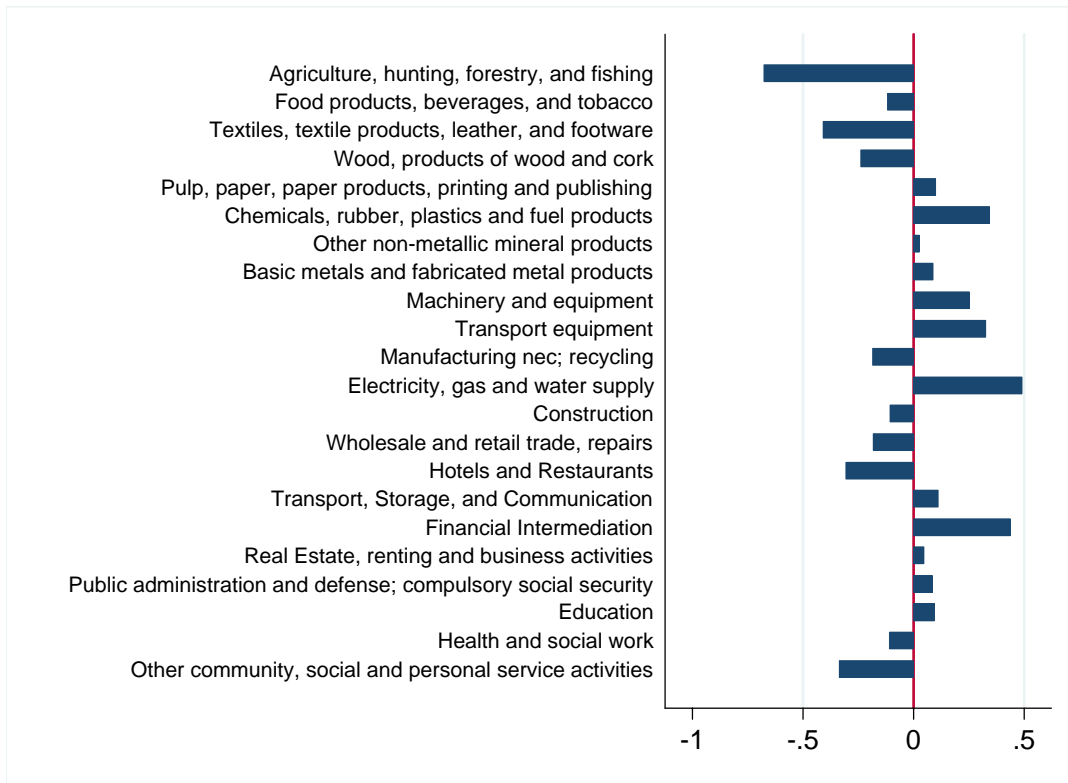 Agriculture, hunting, forestry, and fishing
Food products, beverages, and tobacco
Textiles, textile products, leather, and footware
Wood, products of wood and cork
Pulp, paper, paper products, printing and publishing
Chemicals, rubber, plastics and fuel products
Other non-metallic mineral products
Basic metals and fabricated metal products
Machinery and equipment
Transport equipment
Manufacturing nec; recycling
Electricity, gas and water supply
Construction
Wholesale and retail trade, repairs
Hotels and Restaurants
Transport, Storage, and Communication
Financial Intermediation
Real Estate, renting and business activities
Public administration and defense; compulsory social security
Education
Health and social work
Other community, social and personal service activities
-1 -.5 0 .5